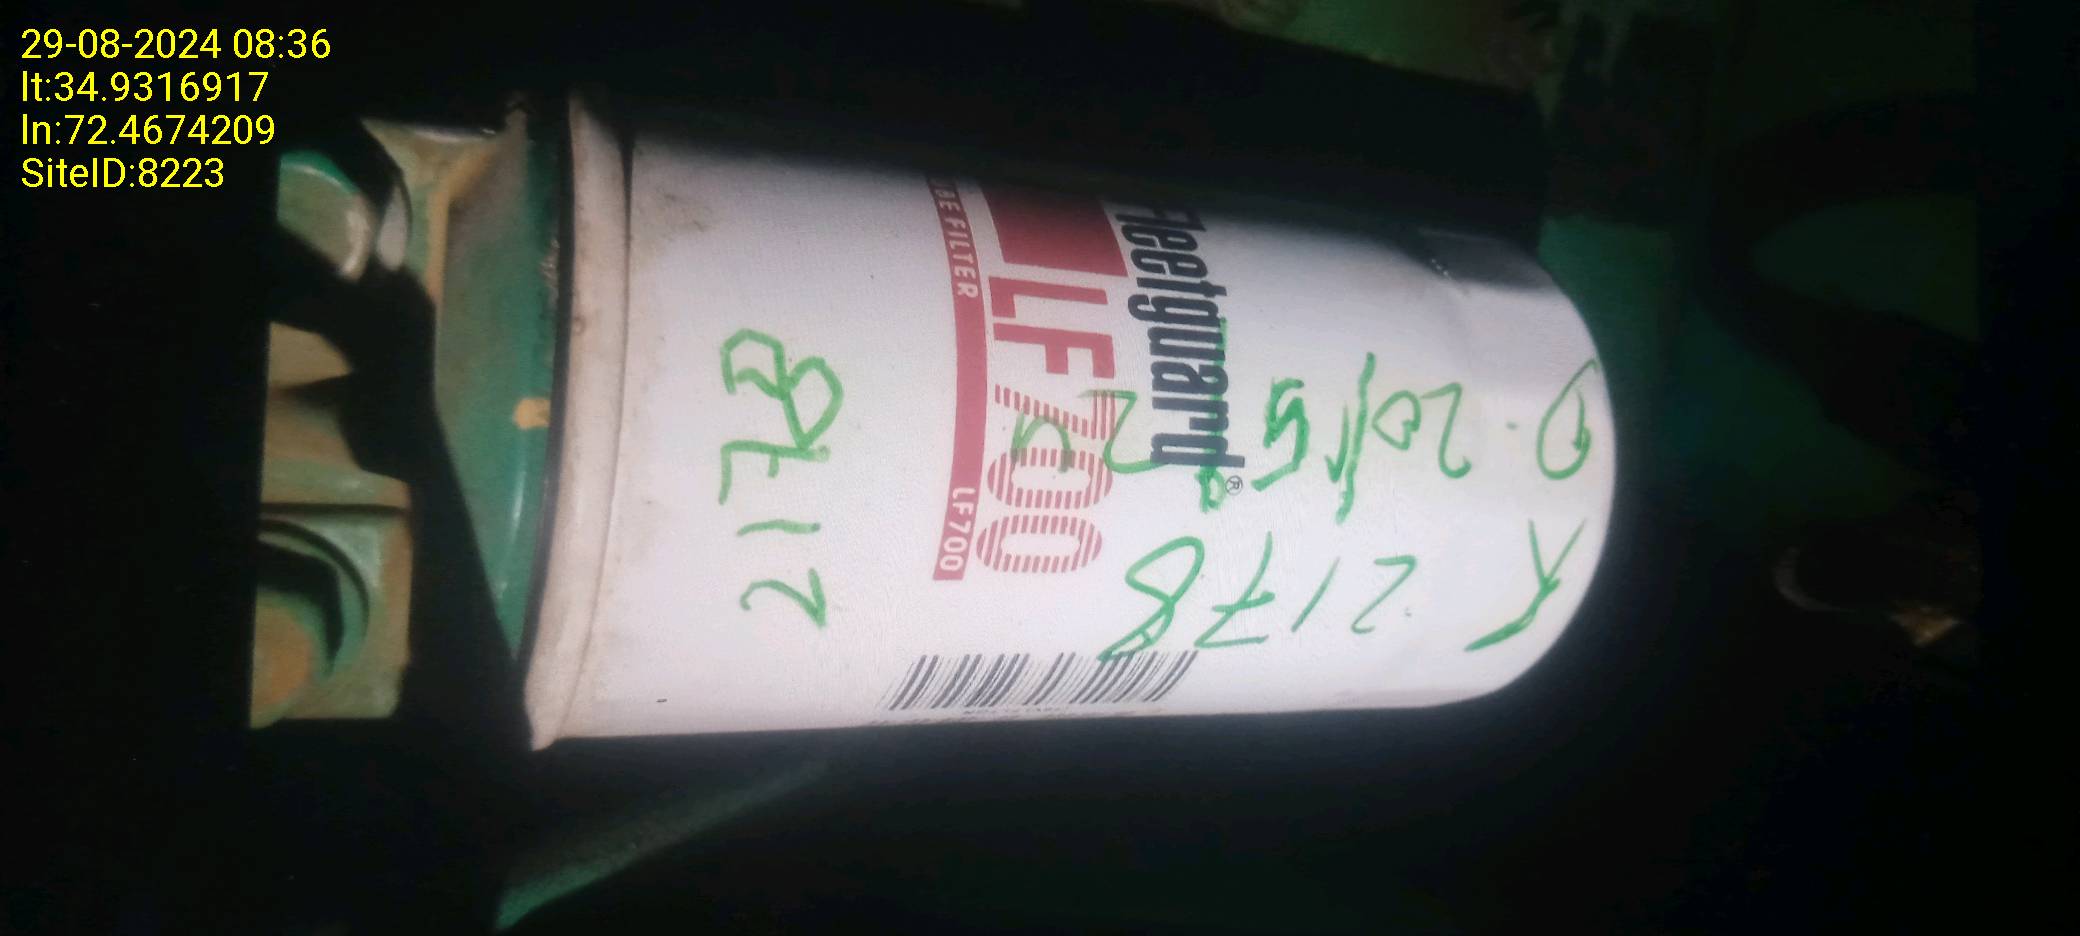 29-08-2024 08:36
lt:34.9316917
ln:72.4674209
SiteID:8223
Fleetguard®
LF700
LUBE FILTER LF700
2178
2178